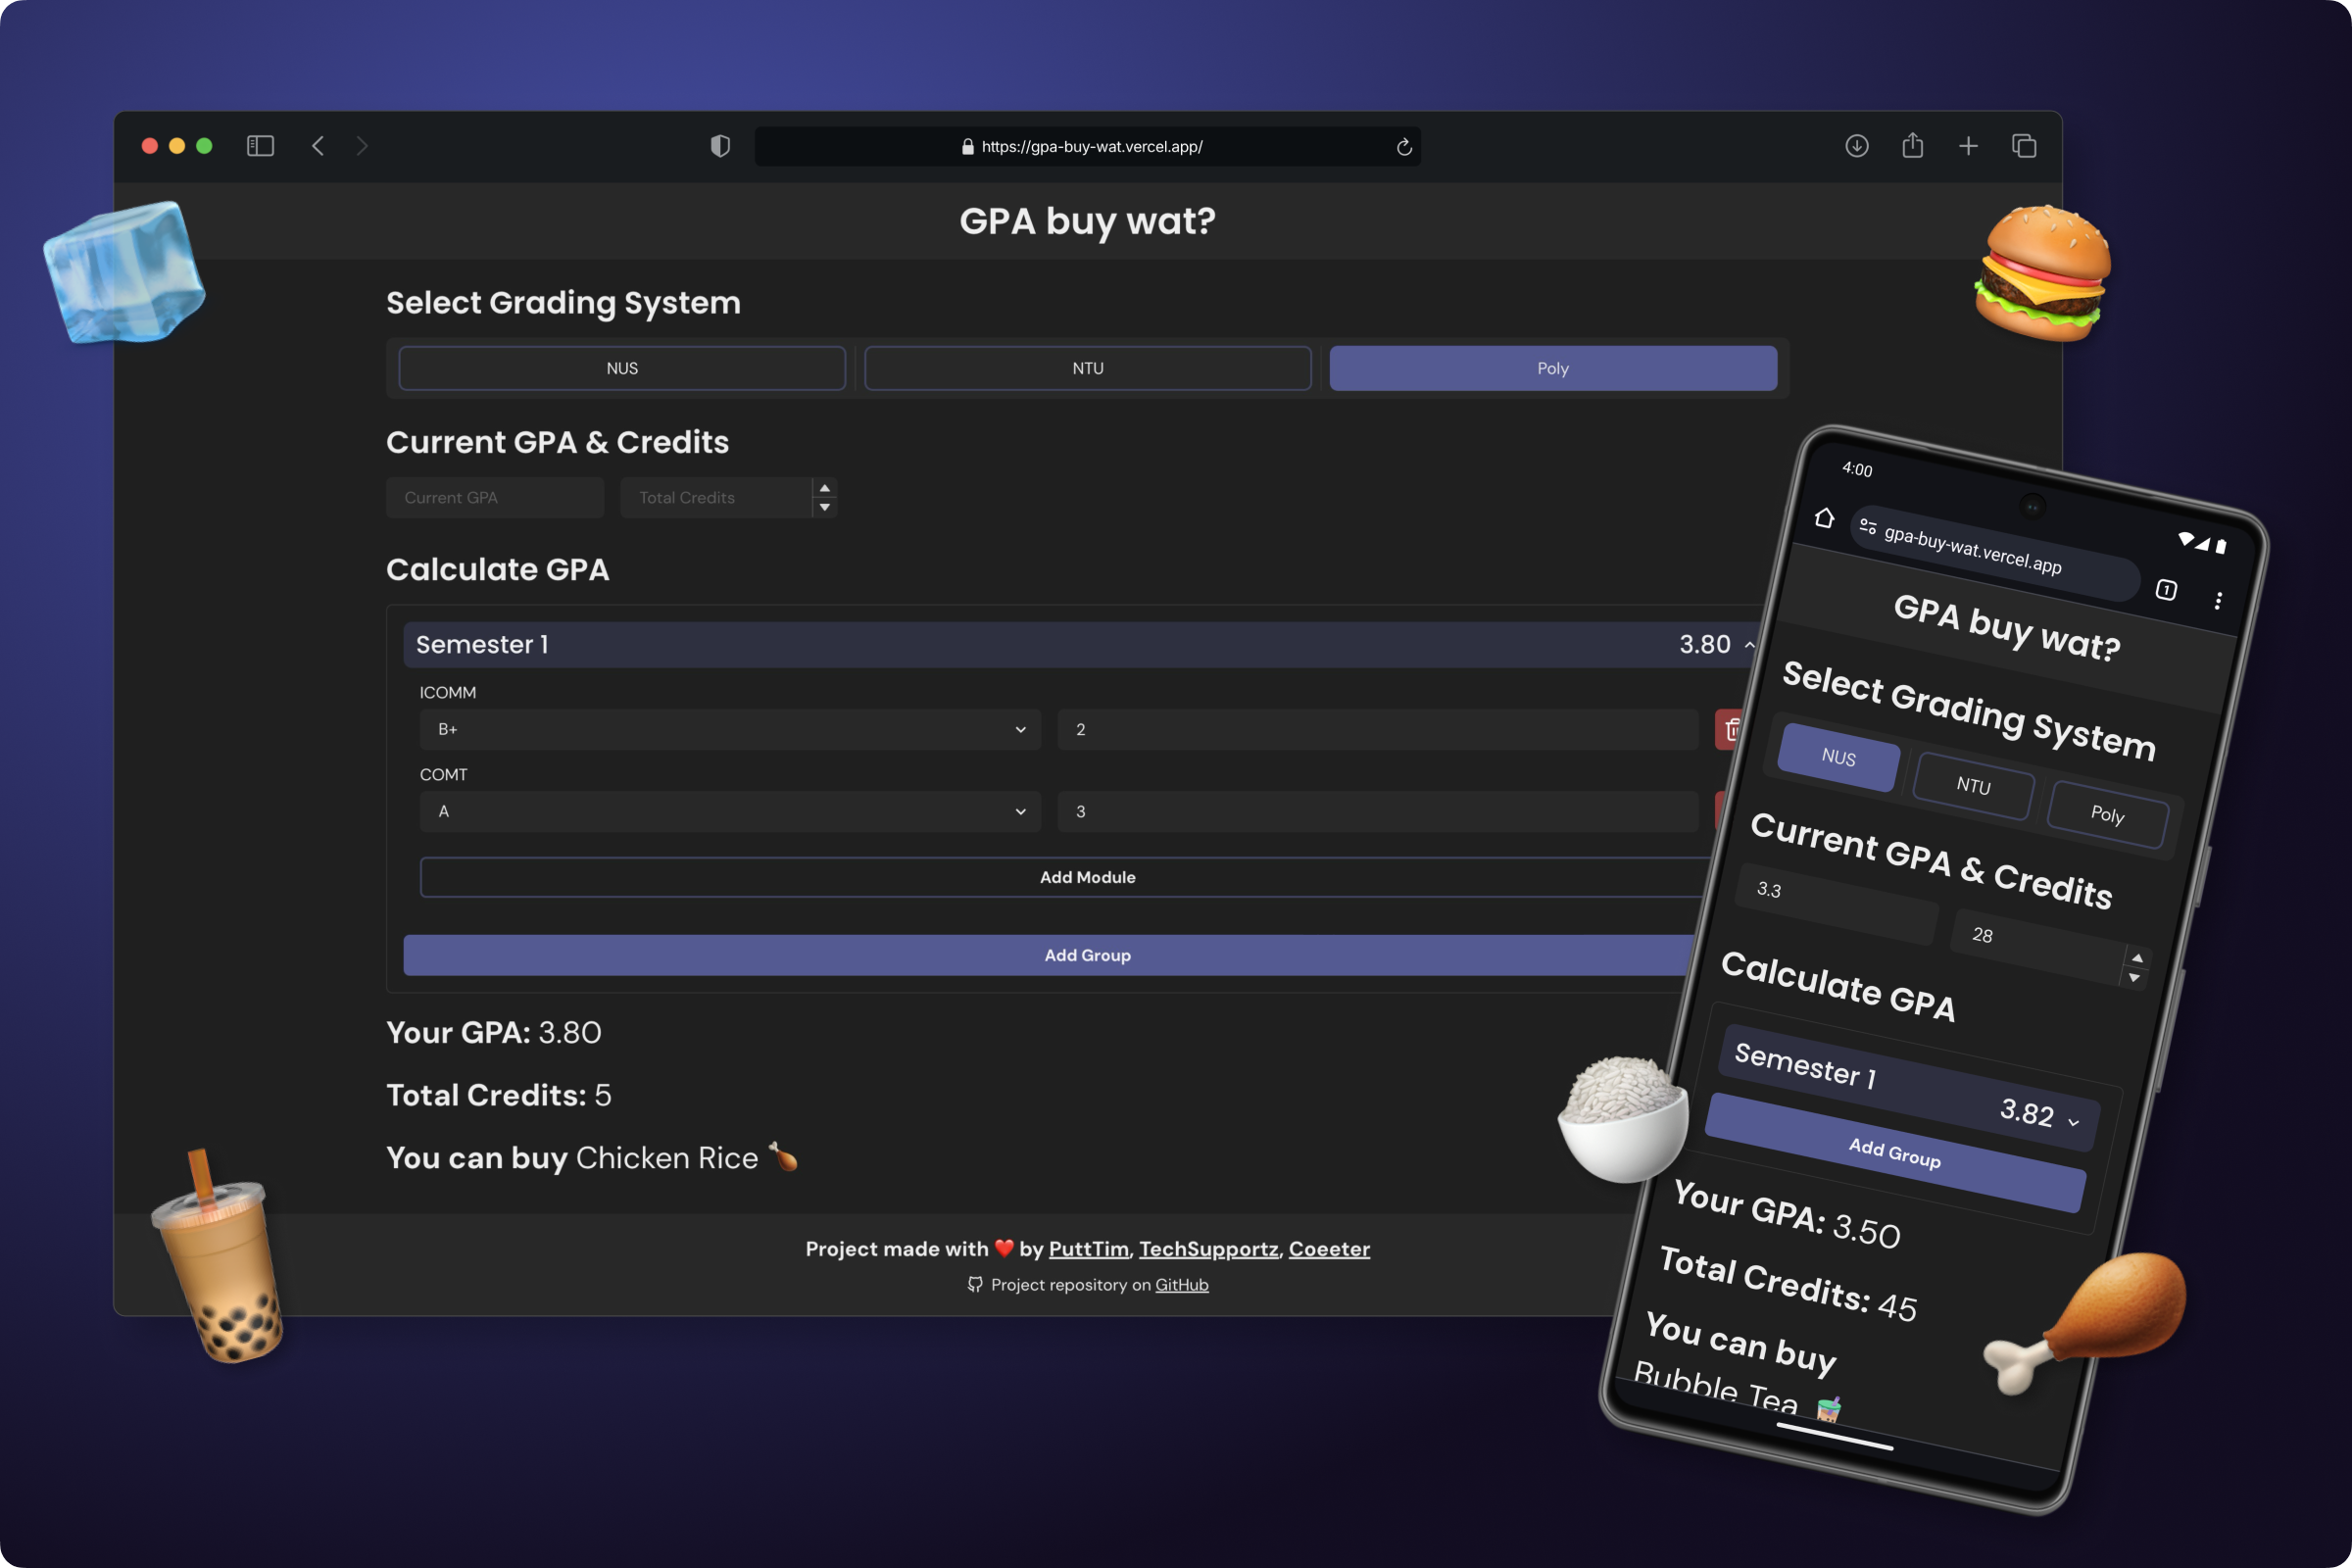 https://gpa-buy-wat.vercel.app/
GPA buy wat?
Select Grading System
NUS
NTU
Poly
Current GPA & Credits
Current GPA
Total Credits
Calculate GPA
Semester 1
3.80
ICOMM
B+
2
COMT
A
3
Add Module
Add Group
Your GPA: 3.80
Total Credits: 5
You can buy Chicken Rice 🍗
Project made with ❤️ by PuttTim, TechSupportz, Coeeter
Project repository on GitHub
4:00
gpa-buy-wat.vercel.app
1
GPA buy wat?
Select Grading System
NUS
NTU
Poly
Current GPA & Credits
3.3
28
Calculate GPA
Semester 1
3.82
Add Group
Your GPA: 3.50
Total Credits: 45
You can buy
Bubble Tea 🧋